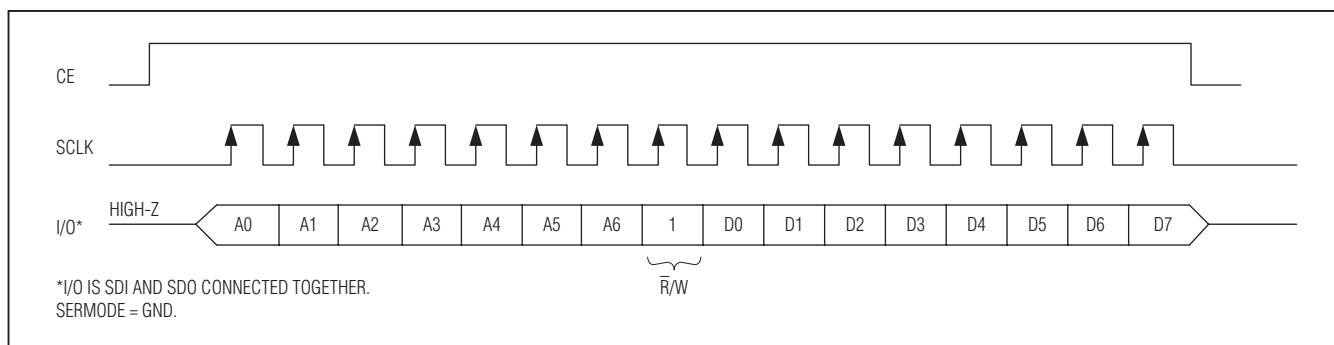 CE
SCLK
I/O*
HIGH-Z
A0 A1 A2 A3 A4 A5 A6 1 D0 D1 D2 D3 D4 D5 D6 D7
R̅/W
*I/O IS SDI AND SDO CONNECTED TOGETHER.
SERMODE = GND.